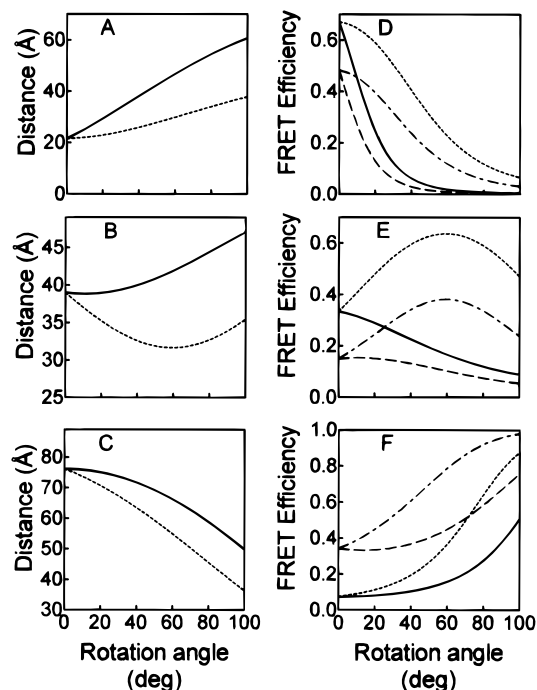 A
Distance (Å)
60
40
20
0
D
FRET Efficiency
0.6
0.4
0.2
0.0
B
Distance (Å)
45
40
35
30
25
E
FRET Efficiency
0.6
0.4
0.2
0.0
C
Distance (Å)
80
70
60
50
40
30
0 20 40 60 80 100
Rotation angle
(deg)
F
FRET Efficiency
1.0
0.8
0.6
0.4
0.2
0.0
0 20 40 60 80 100
Rotation angle
(deg)